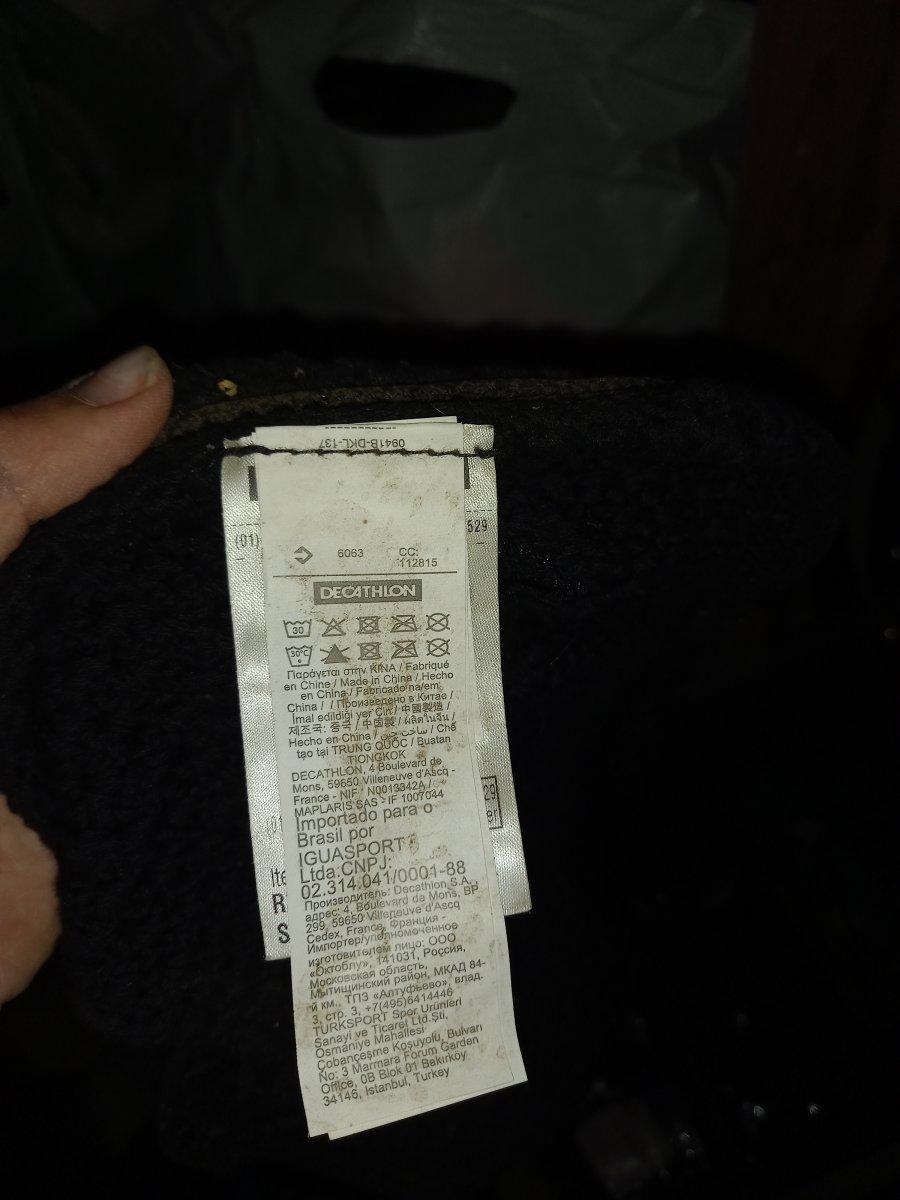 0941B-DKL-137
(01)
529
6063
CC:
112815
DECATHLON
30
30°C
Παράγεται στην ΚΙΝΑ / Fabriqué
en Chine / Made in China / Hecho
en China / Fabricado na/em:
China / / Произведено в Китае /
İmal edildiği yer Çin / 中國製造 /
제조국: 중국 / 中国製 / ผลิตในจีน /
Hecho en China / / Chế
tạo tại TRUNG QUỐC / Buatan
TIONGKOK
DECATHLON, 4 Boulevard de
Mons, 59650 Villeneuve d'Ascq -
France - NIF / N0013342A /
MAPLARIS SAS - IF 1007044
Importado para o
Brasil por
IGUASPORT
Ltda.CNPJ:
02.314.041/0001-88
Производитель: Decathlon S.A.,
адрес: 4, Boulevard de Mons, BP
299, 59650 Villeneuve d'Ascq
Cedex, France, Франция -
Импортер/уполномоченное
изготовителем лицо: ООО
«Октоблу», 141031, Россия,
Московская область,
Мытищинский район, МКАД 84-
й км., ТПЗ «Алтуфьево», влад.
3, стр. 3, +7(495)6414446
TURKSPORT Spor Ürünleri
Sanayi ve Ticaret Ltd.Şti,
Osmaniye Mahallesi
Çobançeşme Koşuyolu, Bulvarı
No: 3 Marmara Forum Garden
Office, 0B Blok 01 Bakırköy
34146, Istanbul, Turkey
29
er
(01
Ite
R
S